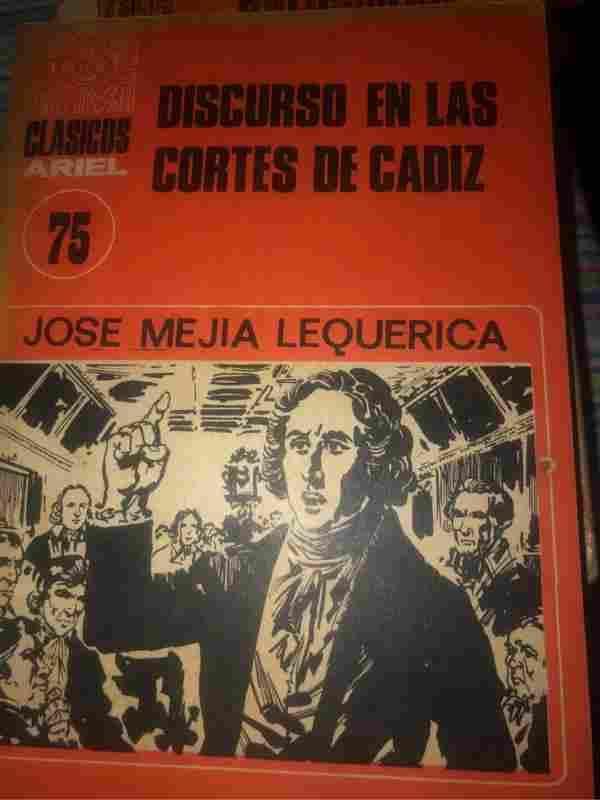 CLASICOS
ARIEL
75
DISCURSO EN LAS
CORTES DE CADIZ
JOSE MEJIA LEQUERICA